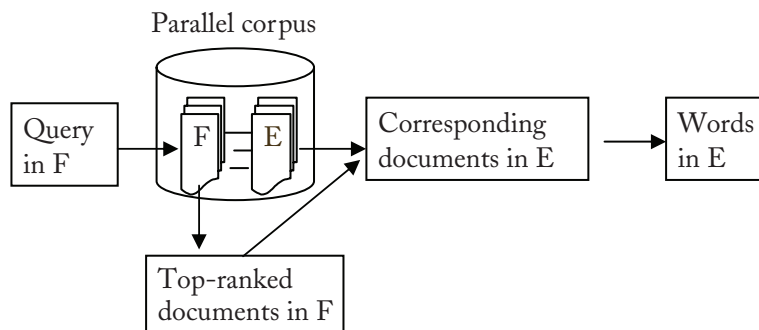 Parallel corpus
Query
in F
F
E
Corresponding
documents in E
Words
in E
Top-ranked
documents in F